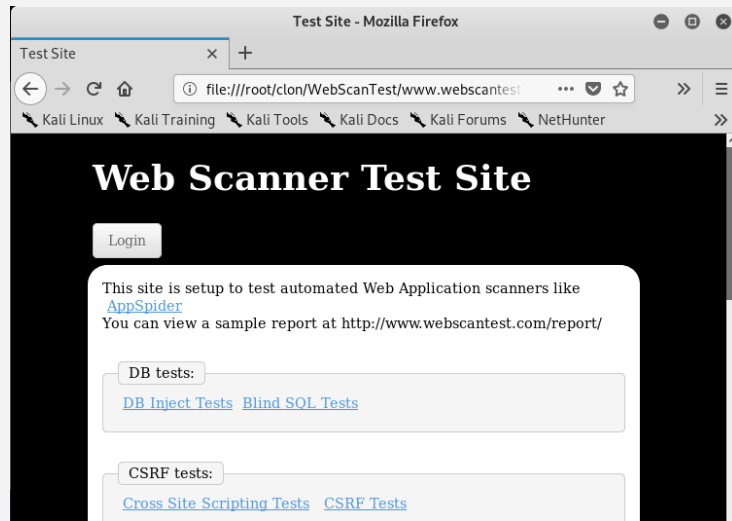 Test Site - Mozilla Firefox
Test Site
file:///root/clon/WebScanTest/www.webscantest
Kali Linux Kali Training Kali Tools Kali Docs Kali Forums NetHunter
Web Scanner Test Site
Login
This site is setup to test automated Web Application scanners like
AppSpider
You can view a sample report at http://www.webscantest.com/report/
DB tests:
DB Inject Tests Blind SQL Tests
CSRF tests:
Cross Site Scripting Tests CSRF Tests